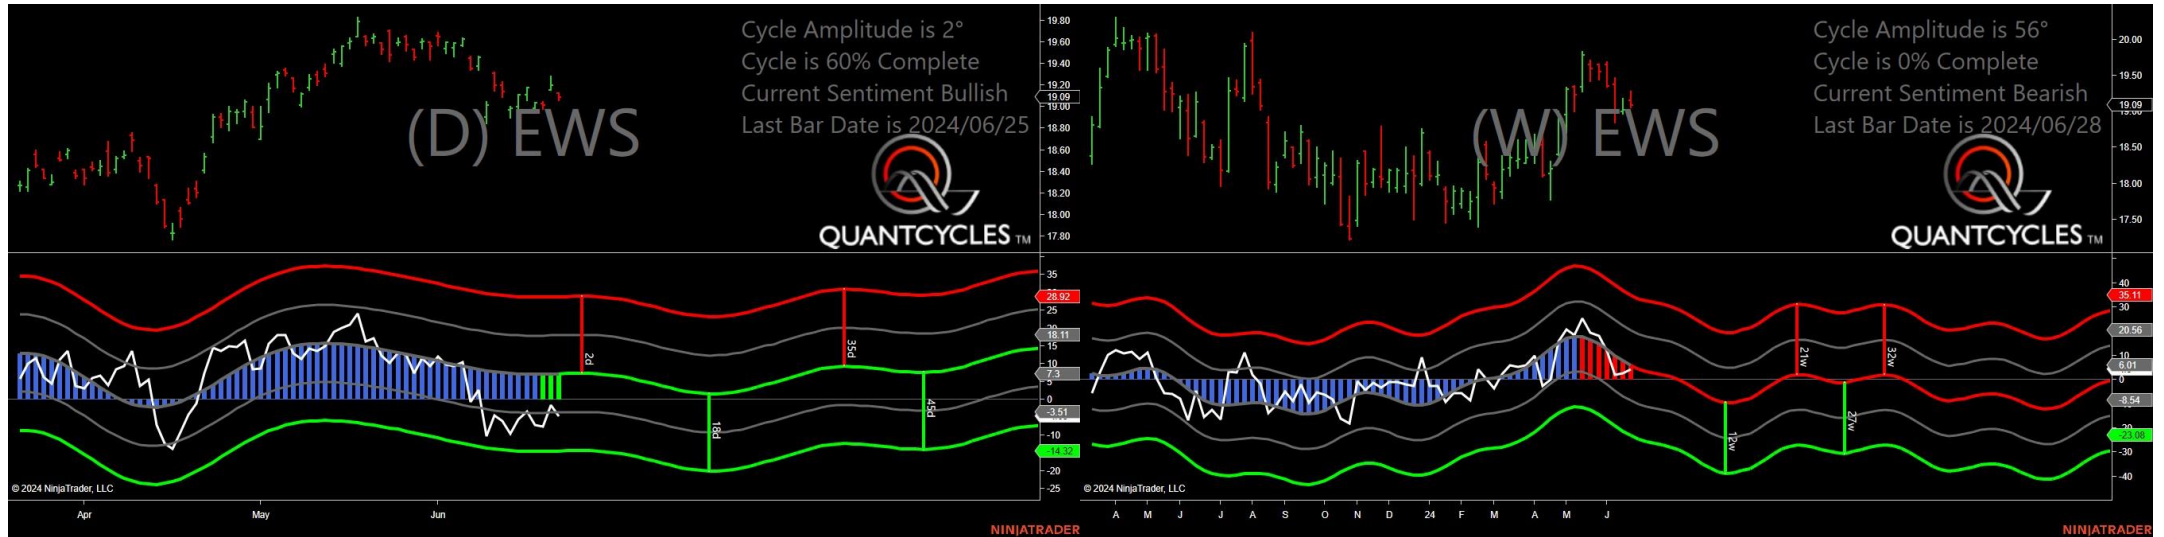 Cycle Amplitude is 2°
Cycle is 60% Complete
Current Sentiment Bullish
Last Bar Date is 2024/06/25
(D) EWS
QUANTCYCLES TM
19.80
19.60
19.40
19.20
19.09
19.00
18.80
18.60
18.40
18.20
18.00
17.80
35
28.92
25
18.11
15
10
7.3
5
0
-3.51
-10
-14.32
-20
-25
2d
18d
35d
45d
© 2024 NinjaTrader, LLC
Apr May Jun
NINJATRADER
Cycle Amplitude is 56°
Cycle is 0% Complete
Current Sentiment Bearish
Last Bar Date is 2024/06/28
(W) EWS
QUANTCYCLES TM
20.00
19.50
19.09
19.00
18.50
18.00
17.50
40
35.11
30
20.56
10
6.01
0
-8.54
-23.08
-30
-40
12w
21w
27w
32w
© 2024 NinjaTrader, LLC
A M J J A S O N D 24 F M A M J
NINJATRADER